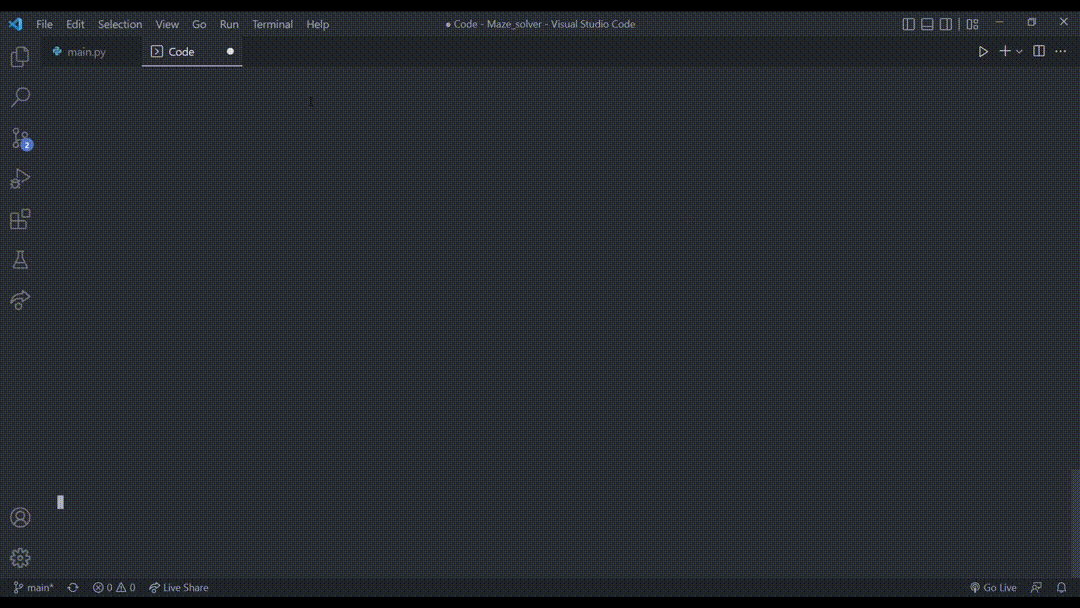 File Edit Selection View Go Run Terminal Help
● Code - Maze_solver - Visual Studio Code
main.py
Code
2
main*
0 0
Live Share
Go Live